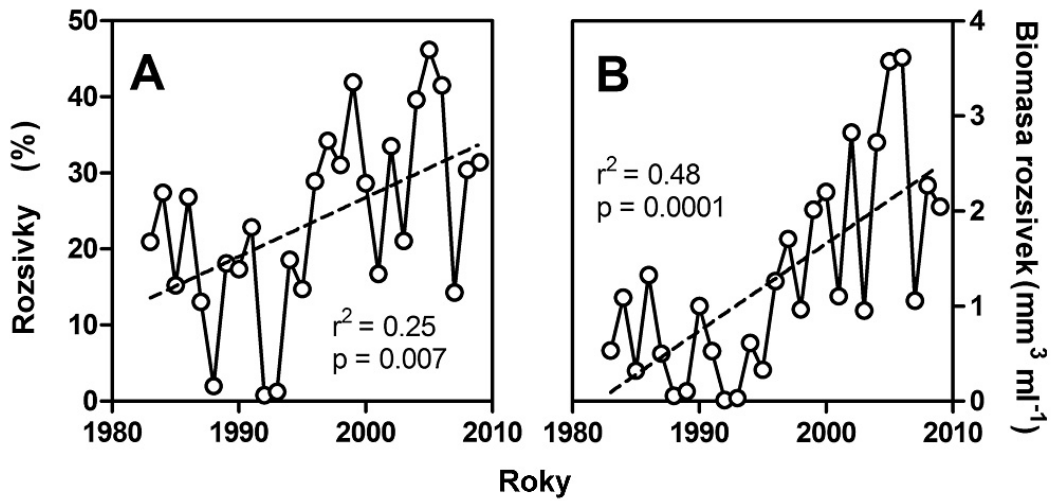 Rozsivky (%)
50
40
30
20
10
0
A
r² = 0.25
p = 0.007
1980
1990
2000
2010
B
r² = 0.48
p = 0.0001
1980
1990
2000
2010
4
3
2
1
0
Biomasa rozsivek (mm³ ml⁻¹)
Roky